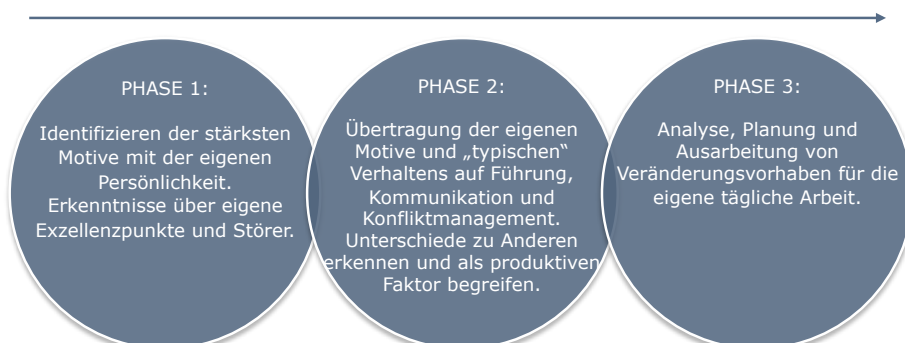 PHASE 1:
Identifizieren der stärksten
Motive mit der eigenen
Persönlichkeit.
Erkenntnisse über eigene
Exzellenzpunkte und Störer.
PHASE 2:
Übertragung der eigenen
Motive und „typischen“
Verhaltens auf Führung,
Kommunikation und
Konfliktmanagement.
Unterschiede zu Anderen
erkennen und als produktiven
Faktor begreifen.
PHASE 3:
Analyse, Planung und
Ausarbeitung von
Veränderungsvorhaben für die
eigene tägliche Arbeit.